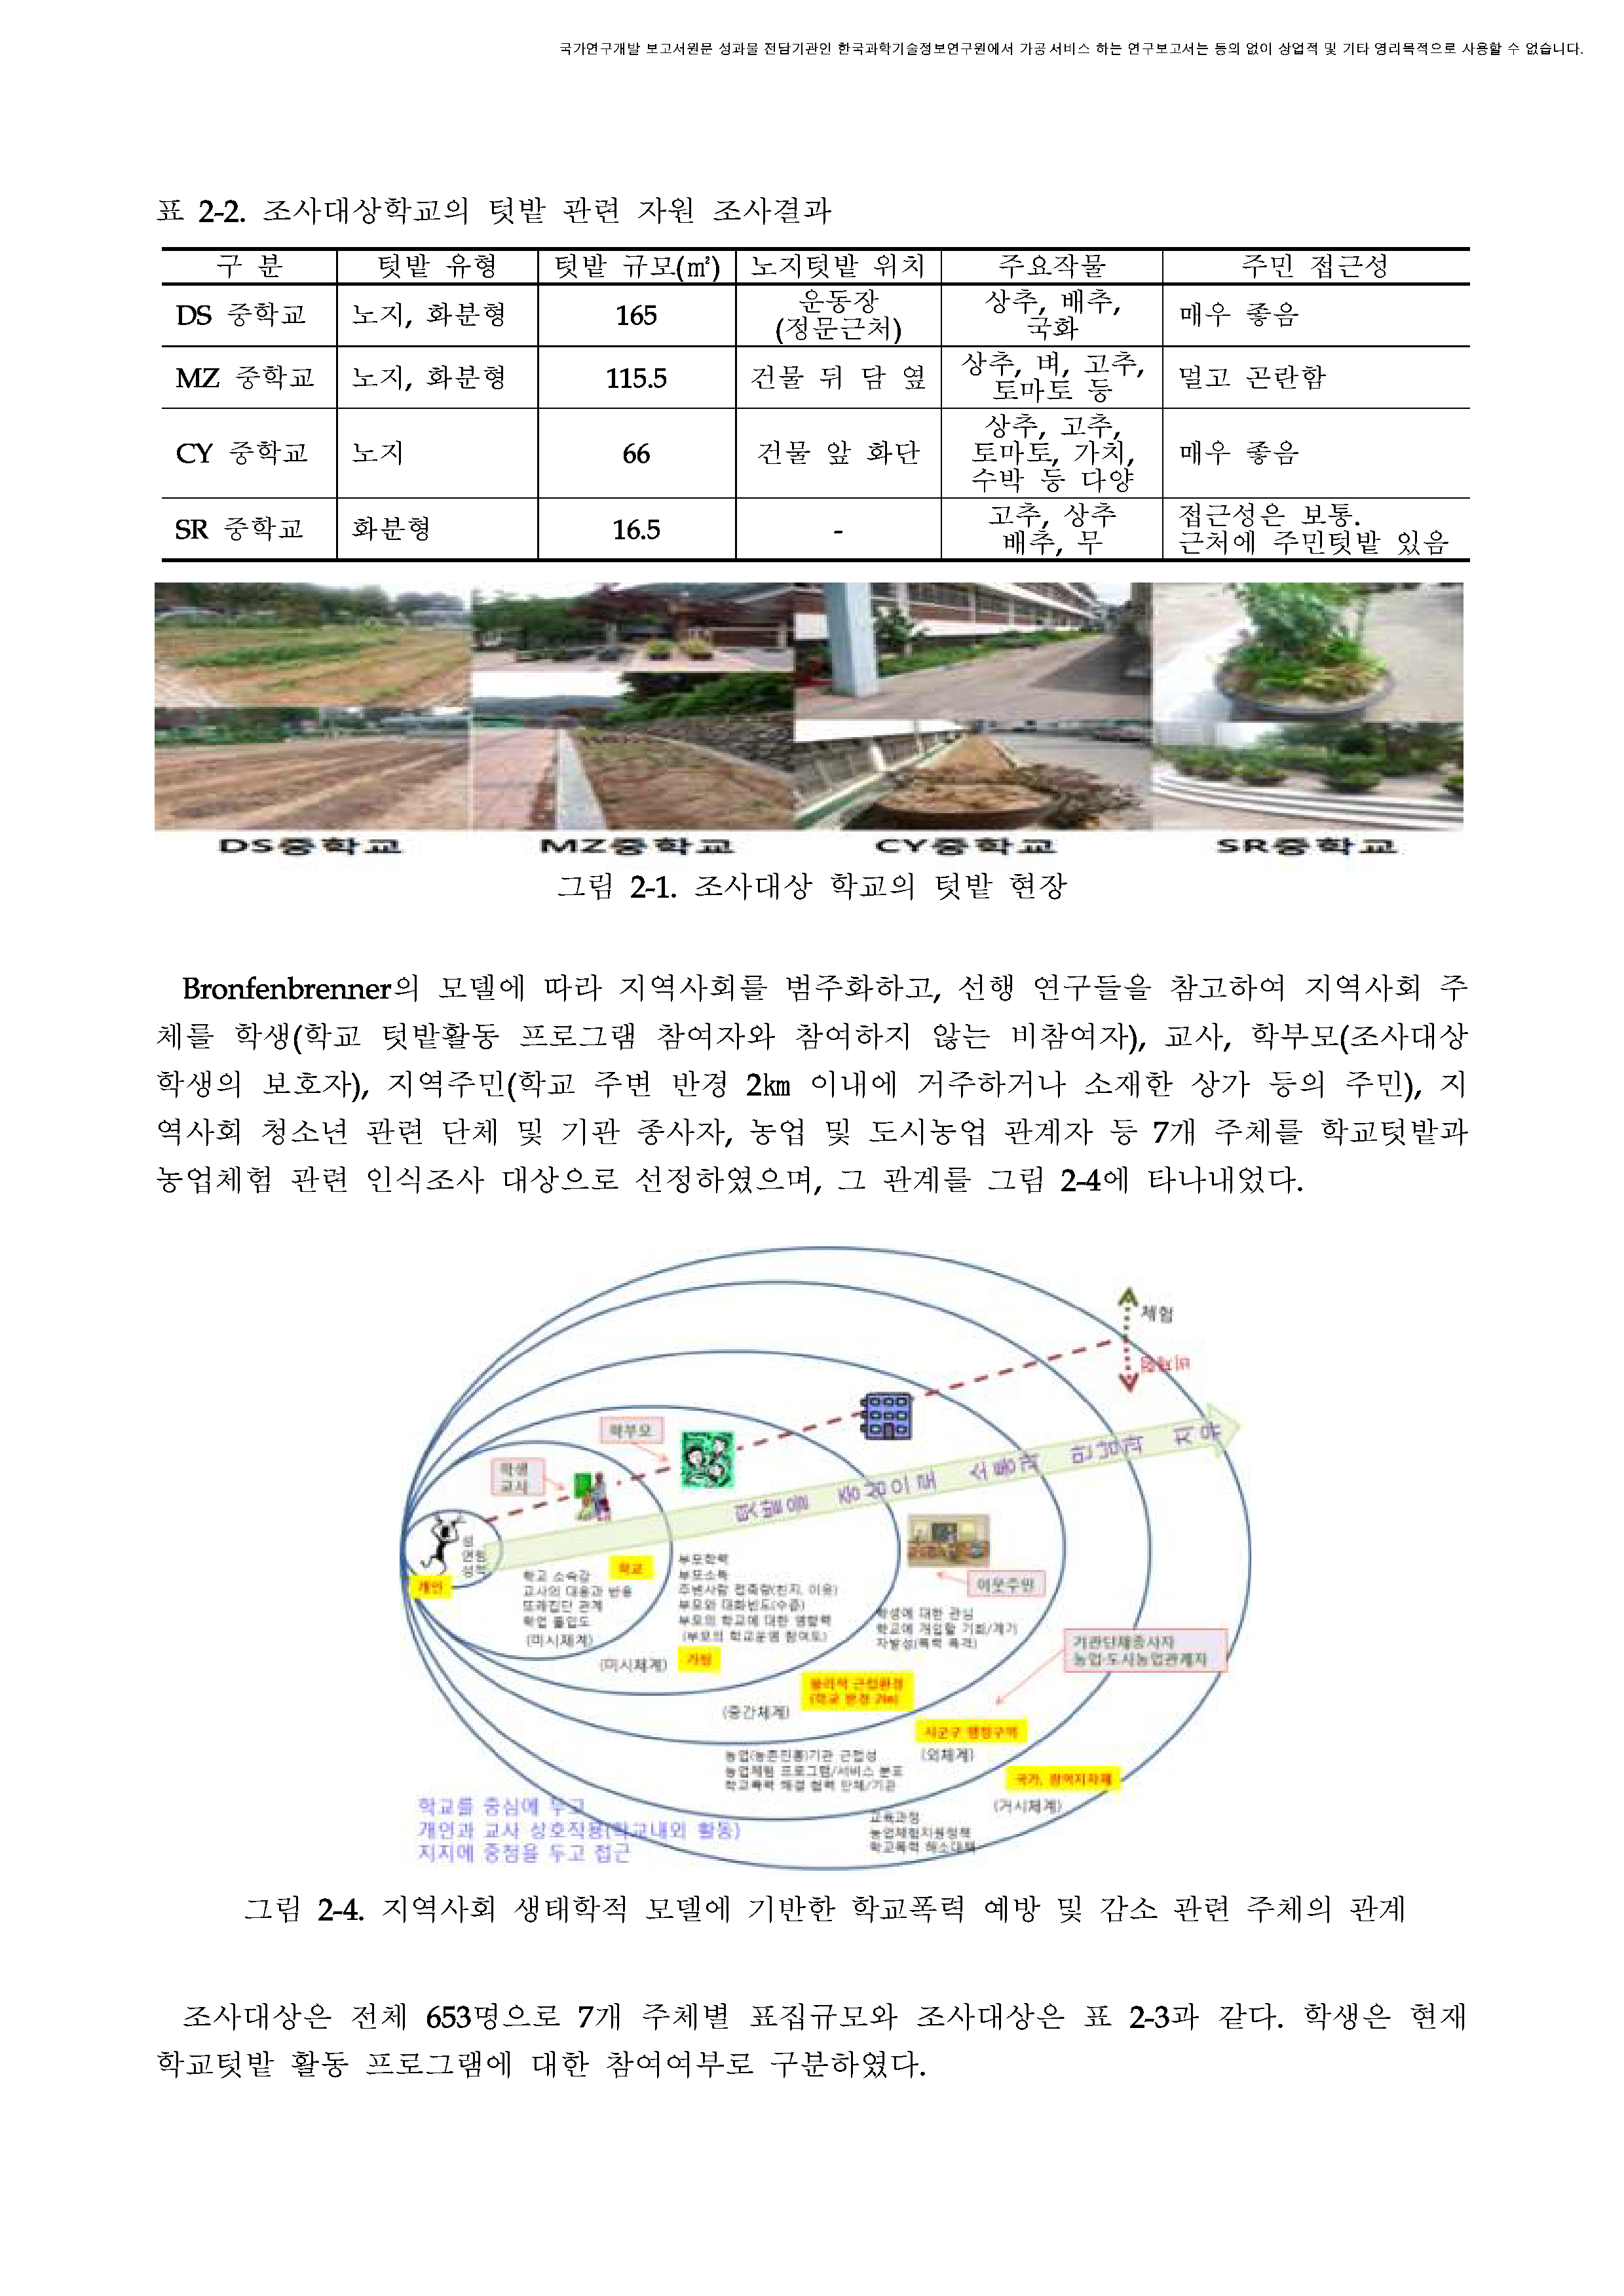 국가연구개발 보고서원문 성과물 전담기관인 한국과학기술정보연구원에서 가공·서비스 하는 연구보고서는 동의 없이 상업적 및 기타 영리목적으로 사용할 수 없습니다.
표 2-2. 조사대상학교의 텃밭 관련 자원 조사결과
구 분 텃밭 유형 텃밭 규모(㎡) 노지텃밭 위치 주요작물 주민 접근성
DS 중학교 노지, 화분형 165 운동장 (정문근처) 상추, 배추, 국화 매우 좋음
MZ 중학교 노지, 화분형 115.5 건물 뒤 담 옆 상추, 벼, 고추, 토마토 등 멀고 곤란함
CY 중학교 노지 66 건물 앞 화단 상추, 고추, 토마토, 가치, 수박 등 다양 매우 좋음
SR 중학교 화분형 16.5 - 고추, 상추 배추, 무 접근성은 보통. 근처에 주민텃밭 있음
DS중학교 MZ중학교 CY중학교 SR중학교
그림 2-1. 조사대상 학교의 텃밭 현장
Bronfenbrenner의 모델에 따라 지역사회를 범주화하고, 선행 연구들을 참고하여 지역사회 주
체를 학생(학교 텃밭활동 프로그램 참여자와 참여하지 않는 비참여자), 교사, 학부모(조사대상
학생의 보호자), 지역주민(학교 주변 반경 2㎞ 이내에 거주하거나 소재한 상가 등의 주민), 지
역사회 청소년 관련 단체 및 기관 종사자, 농업 및 도시농업 관계자 등 7개 주체를 학교텃밭과
농업체험 관련 인식조사 대상으로 선정하였으며, 그 관계를 그림 2-4에 타나내었다.
체험
학부모
학생
교사
텃밭을 중심으로 소통과 만남과 치유
성
연령
성적
개인
학교
학교 소속감
교사의 대응과 반응
또래집단 관계
학업 몰입도
(미시체계)
부모학력
부모소득
주변사람 접촉량(친지, 이웃)
부모와 대화빈도(수준)
부모의 학교에 대한 영향력
(부모의 학교운영 참여도)
(미시체계) 가정
이웃주민
학생에 대한 관심
학교에 개입할 기회/계기
자발성(폭력 목격)
기관단체종사자
농업·도시농업관계자
물리적 근접환경
(학교 반경 2㎞)
(중간체계)
시군구 행정구역
(외체계)
농업(농촌진흥)기관 근접성
농업체험 프로그램/서비스 분포
학교폭력 해결 협력 단체/기관
국가, 광역지자체
(거시체계)
교육과정
농업체험지원정책
학교폭력 해소대책
학교를 중심에 두고
개인과 교사 상호작용(학교내외 활동)
지지에 중점을 두고 접근
그림 2-4. 지역사회 생태학적 모델에 기반한 학교폭력 예방 및 감소 관련 주체의 관계
조사대상은 전체 653명으로 7개 주체별 표집규모와 조사대상은 표 2-3과 같다. 학생은 현재
학교텃밭 활동 프로그램에 대한 참여여부로 구분하였다.